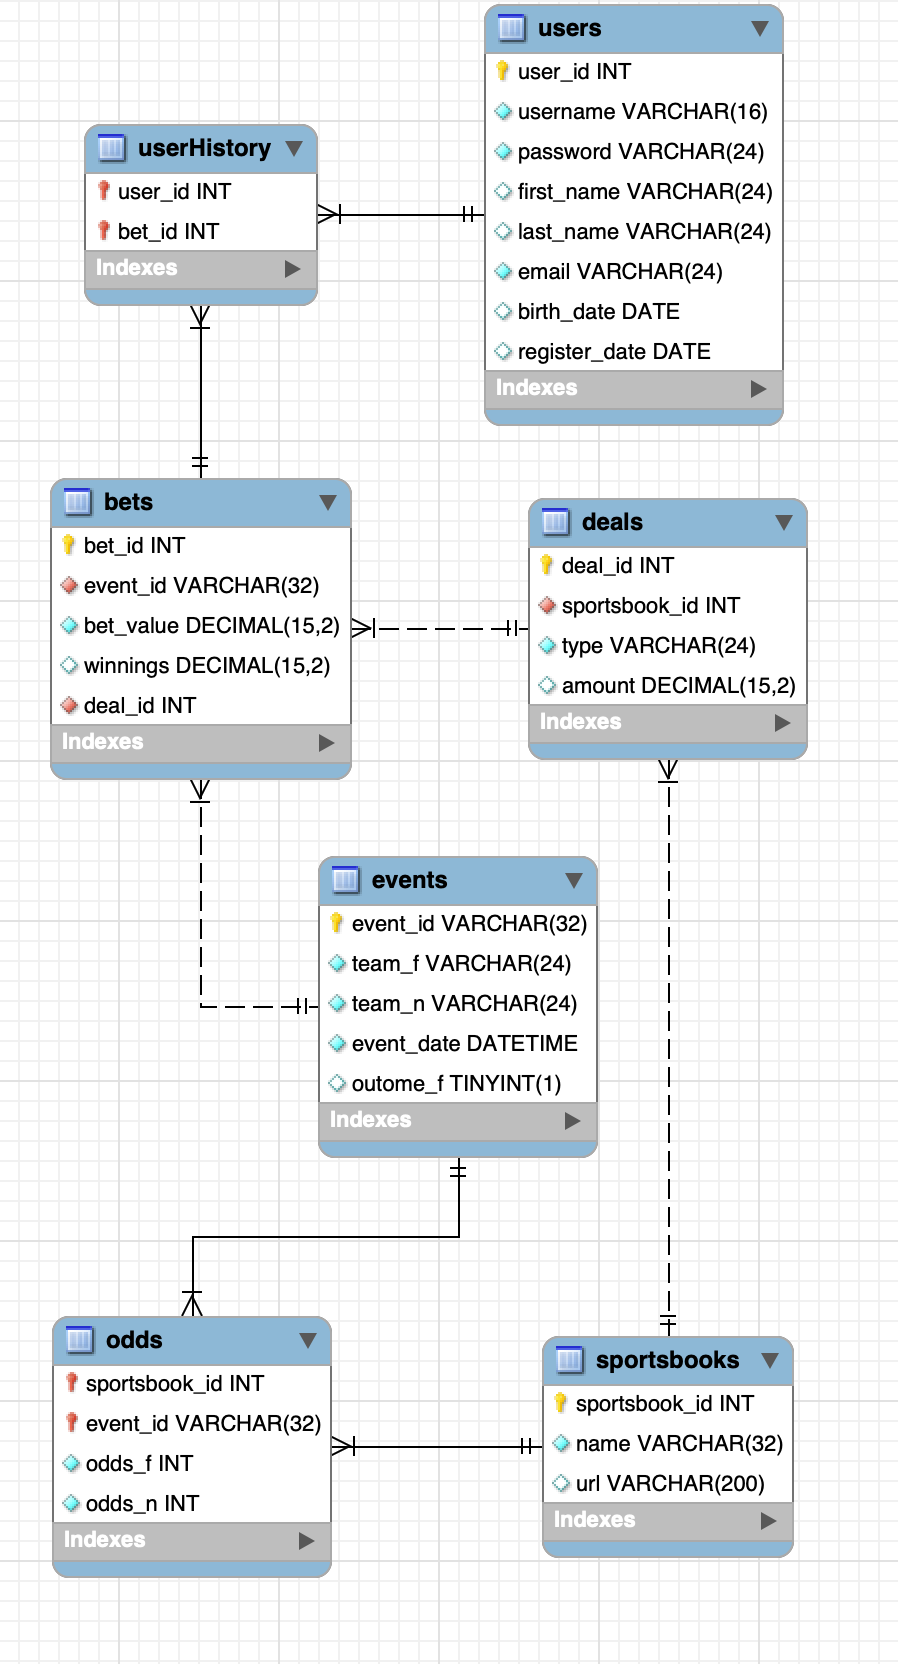 users
user_id INT
username VARCHAR(16)
password VARCHAR(24)
first_name VARCHAR(24)
last_name VARCHAR(24)
email VARCHAR(24)
birth_date DATE
register_date DATE
Indexes
userHistory
user_id INT
bet_id INT
Indexes
bets
bet_id INT
event_id VARCHAR(32)
bet_value DECIMAL(15,2)
winnings DECIMAL(15,2)
deal_id INT
Indexes
deals
deal_id INT
sportsbook_id INT
type VARCHAR(24)
amount DECIMAL(15,2)
Indexes
events
event_id VARCHAR(32)
team_f VARCHAR(24)
team_n VARCHAR(24)
event_date DATETIME
outome_f TINYINT(1)
Indexes
odds
sportsbook_id INT
event_id VARCHAR(32)
odds_f INT
odds_n INT
Indexes
sportsbooks
sportsbook_id INT
name VARCHAR(32)
url VARCHAR(200)
Indexes